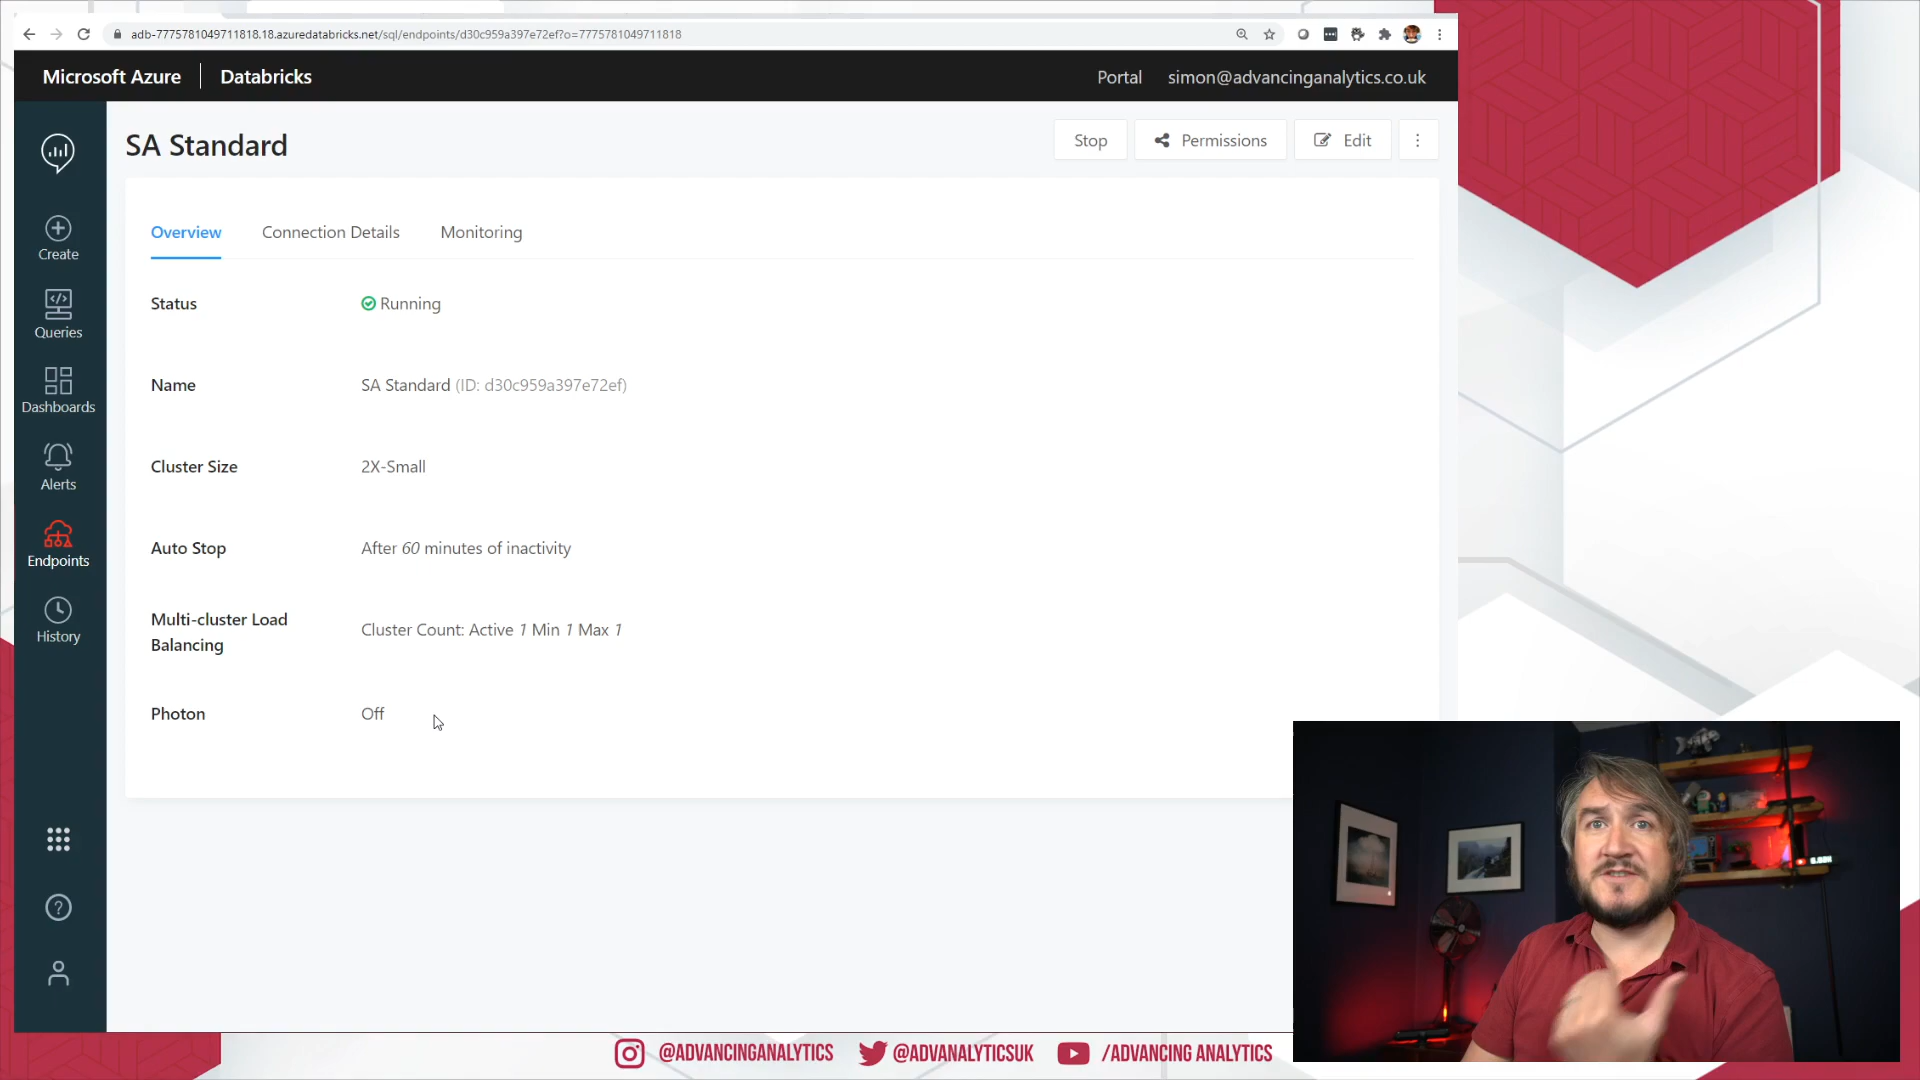 adb-7775781049711818.18.azuredatabricks.net/sql/endpoints/d30c959a397e72ef?o=7775781049711818
Microsoft Azure | Databricks
Portal
simon@advancinganalytics.co.uk
SA Standard
Stop
Permissions
Edit
Create
Queries
Dashboards
Alerts
Endpoints
History
Overview
Connection Details
Monitoring
Status
Running
Name
SA Standard (ID: d30c959a397e72ef)
Cluster Size
2X-Small
Auto Stop
After 60 minutes of inactivity
Multi-cluster Load
Balancing
Cluster Count: Active 1 Min 1 Max 1
Photon
Off
@ADVANCINGANALYTICS
@ADVANALYTICSUK
/ADVANCING ANALYTICS